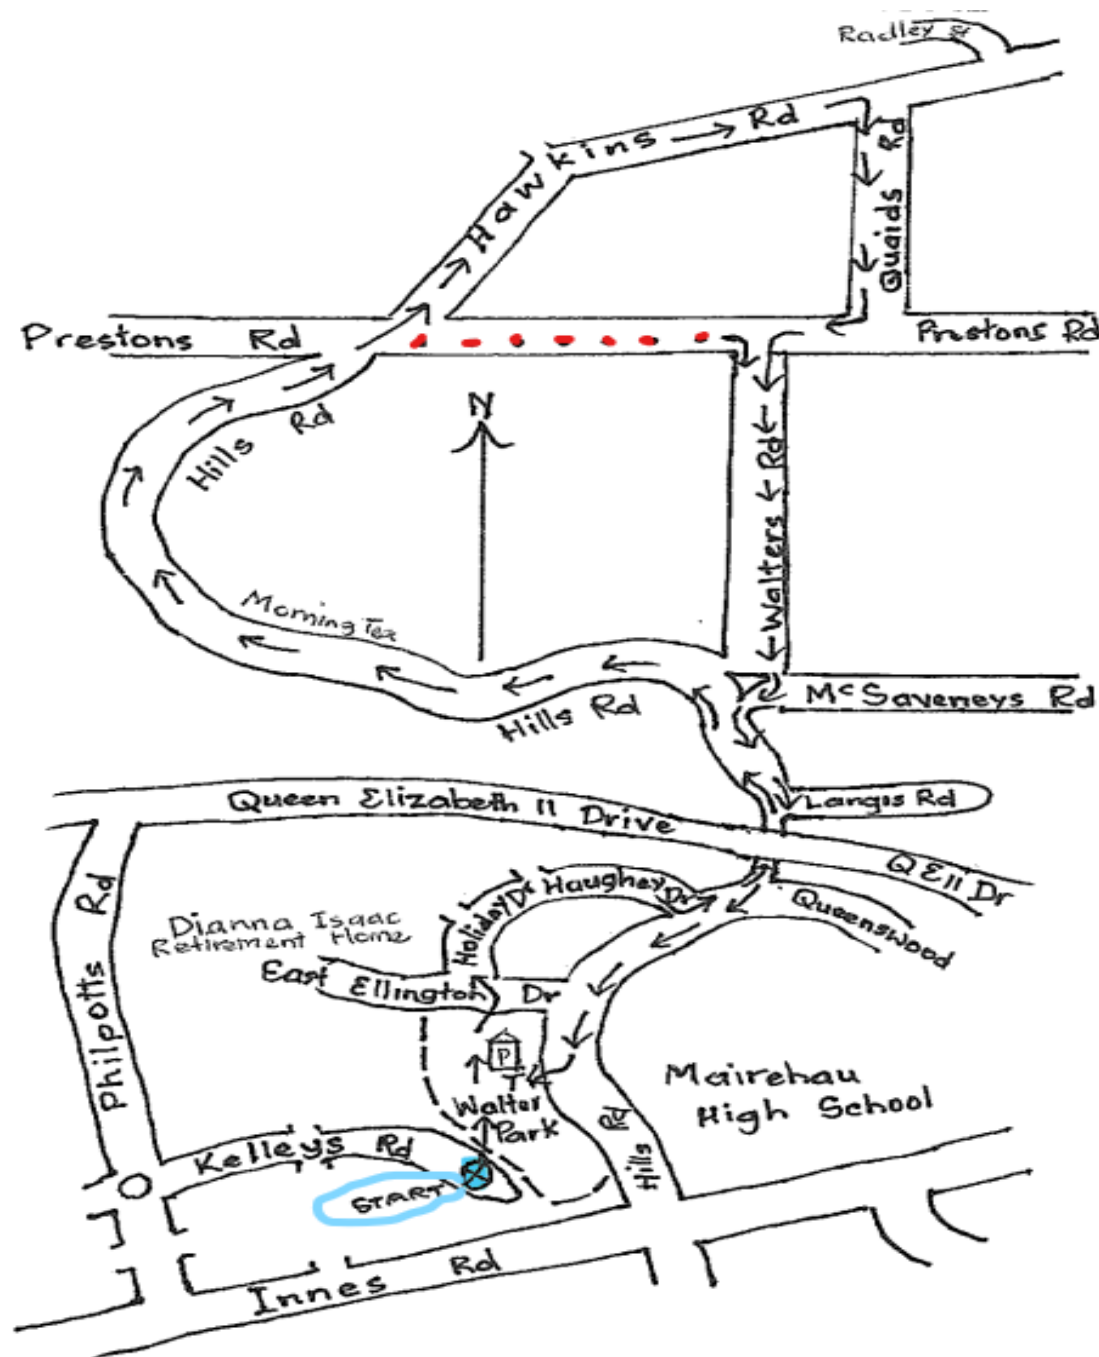 Radley St
Hawkins Rd
Quaids Rd
Prestons Rd
Prestons Rd
Hills Rd
N
Walters Rd
Morning Tea
Hills Rd
McSaveneys Rd
Langis Rd
Queen Elizabeth II Drive
Q EII Dr
Philpotts Rd
Holiday Dr
Haughey Dr
Queenswood
Dianna Isaac
Retirement Home
East Ellington Dr
P
T
Walter
Park
Mairehau
High School
Kelleys Rd
START
Hills Rd
Innes Rd